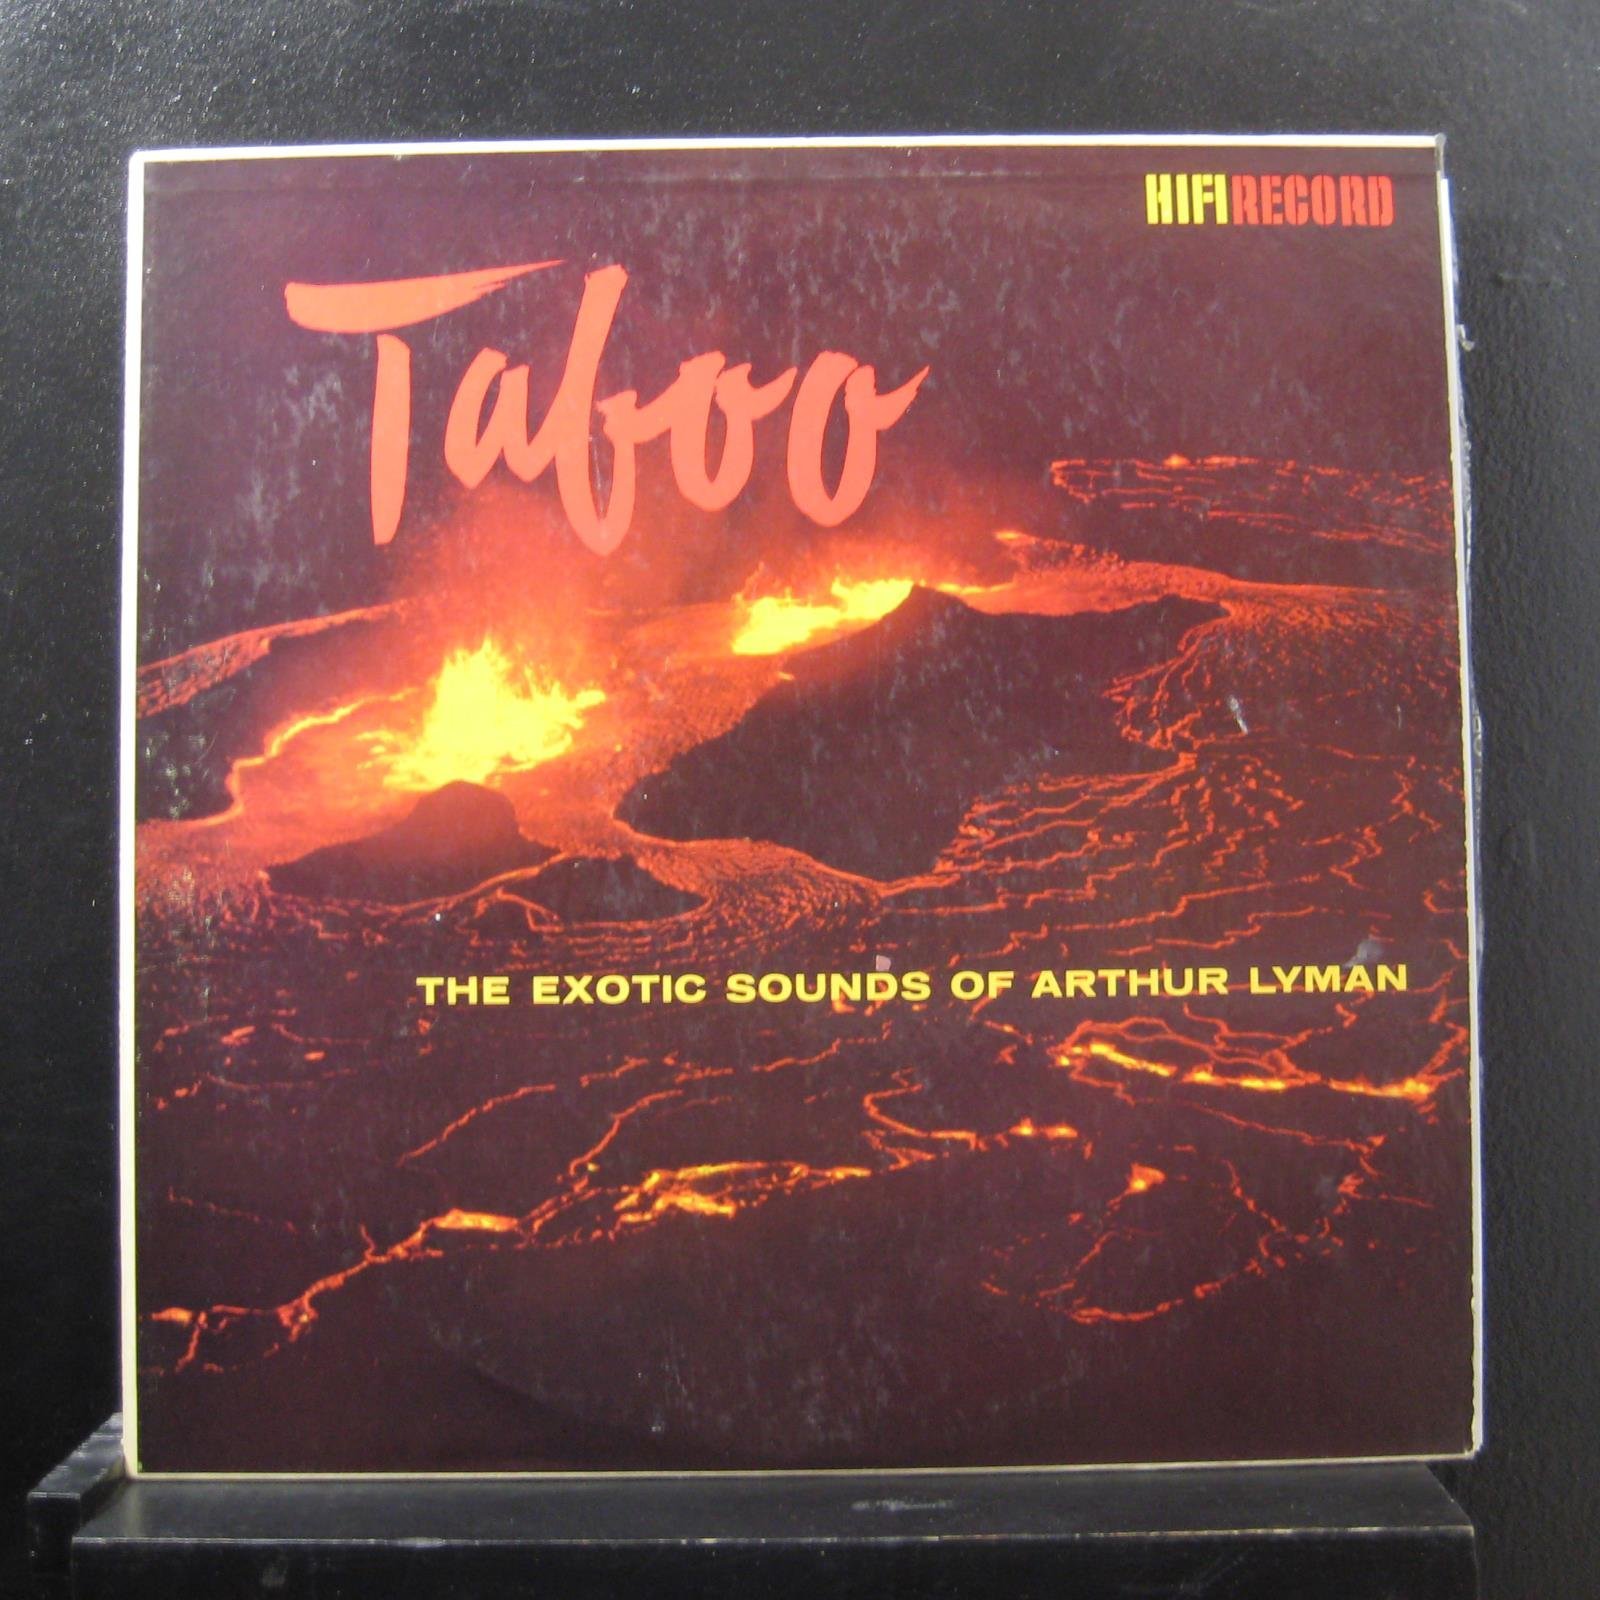 HIFIRECORD
Taboo
THE EXOTIC SOUNDS OF ARTHUR LYMAN